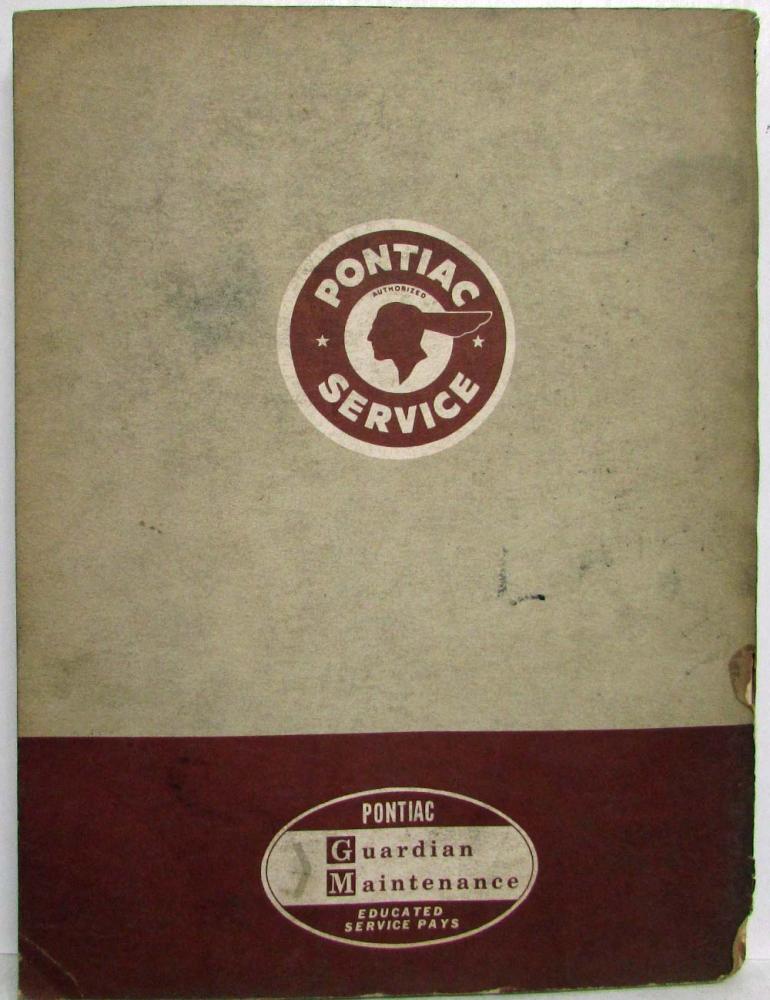 PONTIAC
AUTHORIZED
SERVICE
PONTIAC
Guardian
Maintenance
EDUCATED
SERVICE PAYS